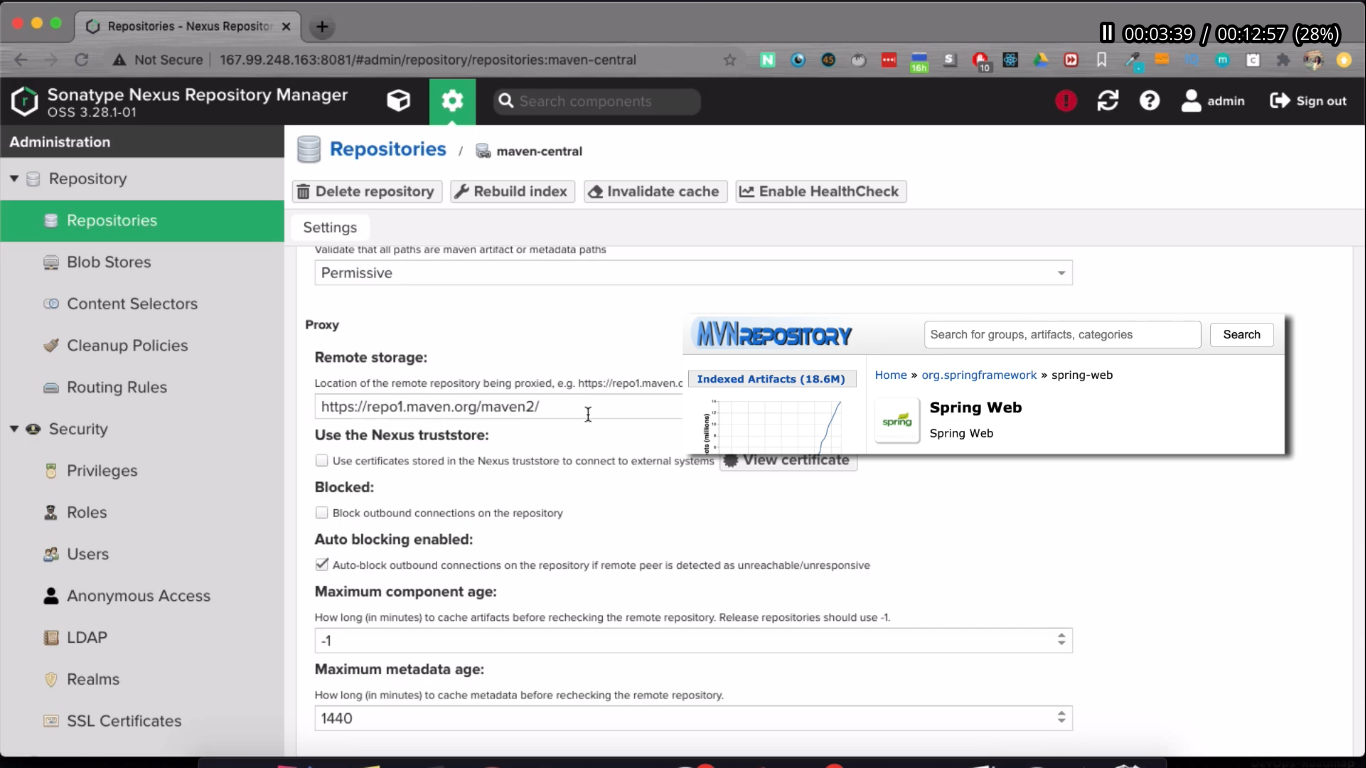 Repositories - Nexus Repositor
00:03:39 / 00:12:57 (28%)
Not Secure 167.99.248.163:8081/#admin/repository/repositories:maven-central
16h
10
Sonatype Nexus Repository Manager
OSS 3.28.1-01
Search components
admin
Sign out
Administration
Repository
Repositories
Blob Stores
Content Selectors
Cleanup Policies
Routing Rules
Security
Privileges
Roles
Users
Anonymous Access
LDAP
Realms
SSL Certificates
Repositories / maven-central
Delete repository
Rebuild index
Invalidate cache
Enable HealthCheck
Settings
Validate that all paths are maven artifact or metadata paths
Permissive
Proxy
Remote storage:
Location of the remote repository being proxied, e.g. https://repo1.maven.o
https://repo1.maven.org/maven2/
Use the Nexus truststore:
Use certificates stored in the Nexus truststore to connect to external systems
View certificate
Blocked:
Block outbound connections on the repository
Auto blocking enabled:
Auto-block outbound connections on the repository if remote peer is detected as unreachable/unresponsive
Maximum component age:
How long (in minutes) to cache artifacts before rechecking the remote repository. Release repositories should use -1.
-1
Maximum metadata age:
How long (in minutes) to cache metadata before rechecking the remote repository.
1440
MVNREPOSITORY
Search for groups, artifacts, categories
Search
Indexed Artifacts (18.6M)
Home » org.springframework » spring-web
spring
Spring Web
Spring Web